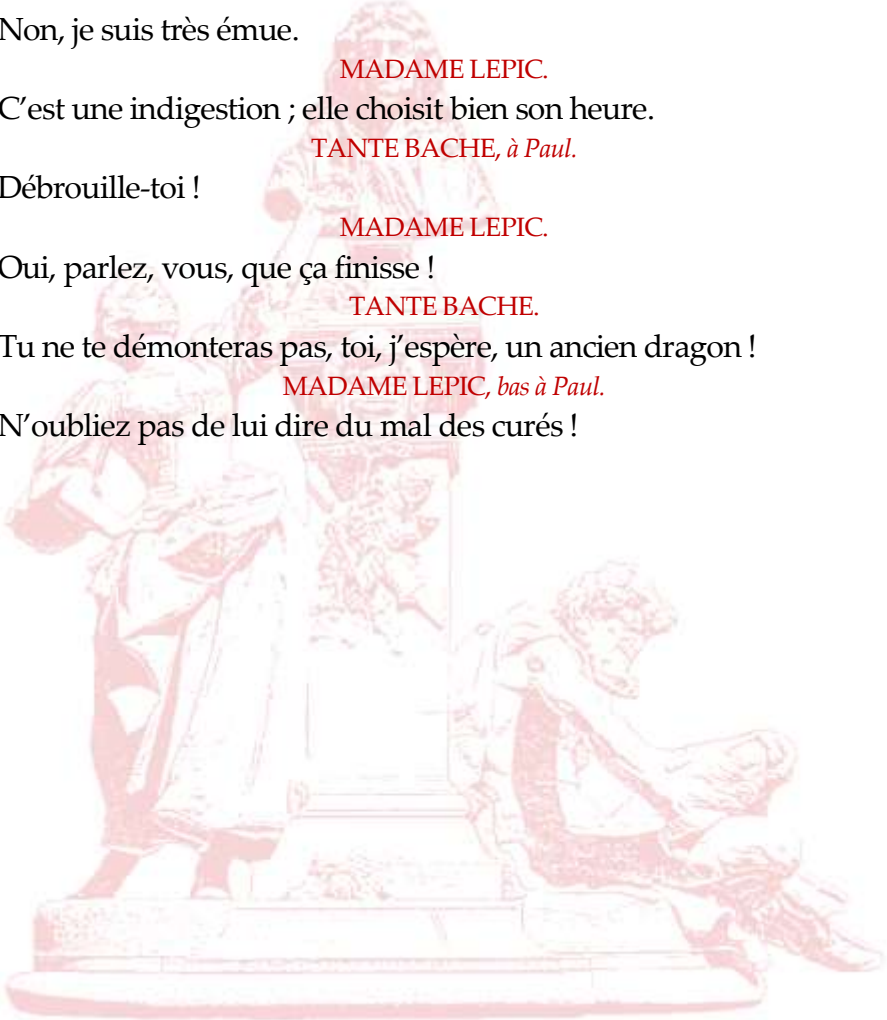 Non, je suis très émue.
MADAME LEPIC.
C’est une indigestion ; elle choisit bien son heure.
TANTE BACHE, à Paul.
Débrouille-toi !
MADAME LEPIC.
Oui, parlez, vous, que ça finisse !
TANTE BACHE.
Tu ne te démonteras pas, toi, j’espère, un ancien dragon !
MADAME LEPIC, bas à Paul.
N’oubliez pas de lui dire du mal des curés !